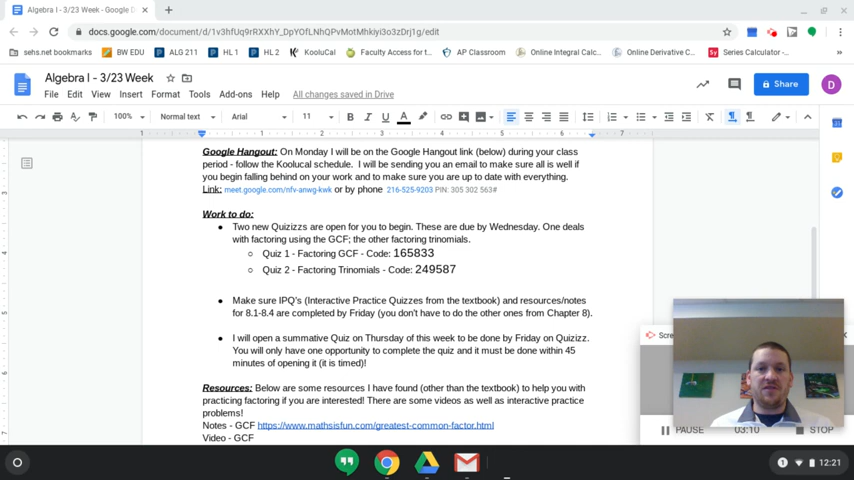 Algebra I - 3/23 Week - Google D
docs.google.com/document/d/1v3hfUq9rRXXhY_DpYOfLNhQPvMotMhkiyi3o3zDrj1g/edit
sehs.net bookmarks BW EDU ALG 211 HL 1 HL 2 KooluCal Faculty Access for t... AP Classroom Online Integral Calc... Online Derivative C... Series Calculator -...
Algebra I - 3/23 Week
File Edit View Insert Format Tools Add-ons Help All changes saved in Drive
Share
D
100% Normal text Arial 11
Google Hangout: On Monday I will be on the Google Hangout link (below) during your class
period - follow the Koolucal schedule. I will be sending you an email to make sure all is well if
you begin falling behind on your work and to make sure you are up to date with everything.
Link: meet.google.com/nfv-anwg-kwk or by phone 216-525-9203 PIN: 305 302 563#
Work to do:
● Two new Quizizzs are open for you to begin. These are due by Wednesday. One deals
with factoring using the GCF; the other factoring trinomials.
○ Quiz 1 - Factoring GCF - Code: 165833
○ Quiz 2 - Factoring Trinomials - Code: 249587
● Make sure IPQ's (Interactive Practice Quizzes from the textbook) and resources/notes
for 8.1-8.4 are completed by Friday (you don't have to do the other ones from Chapter 8).
● I will open a summative Quiz on Thursday of this week to be done by Friday on Quizizz.
You will only have one opportunity to complete the quiz and it must be done within 45
minutes of opening it (it is timed)!
Resources: Below are some resources I have found (other than the textbook) to help you with
practicing factoring if you are interested! There are some videos as well as interactive practice
problems!
Notes - GCF https://www.mathsisfun.com/greatest-common-factor.html
Video - GCF
Scre
PAUSE 03:10 STOP
1 12:21